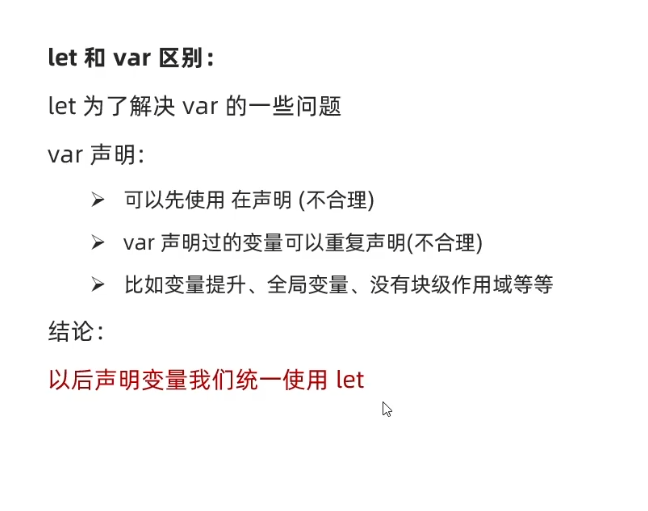 let 和 var 区别：
let 为了解决 var 的一些问题
var 声明:
➢ 可以先使用 在声明 (不合理)
➢ var 声明过的变量可以重复声明(不合理)
➢ 比如变量提升、全局变量、没有块级作用域等等
结论：
以后声明变量我们统一使用 let